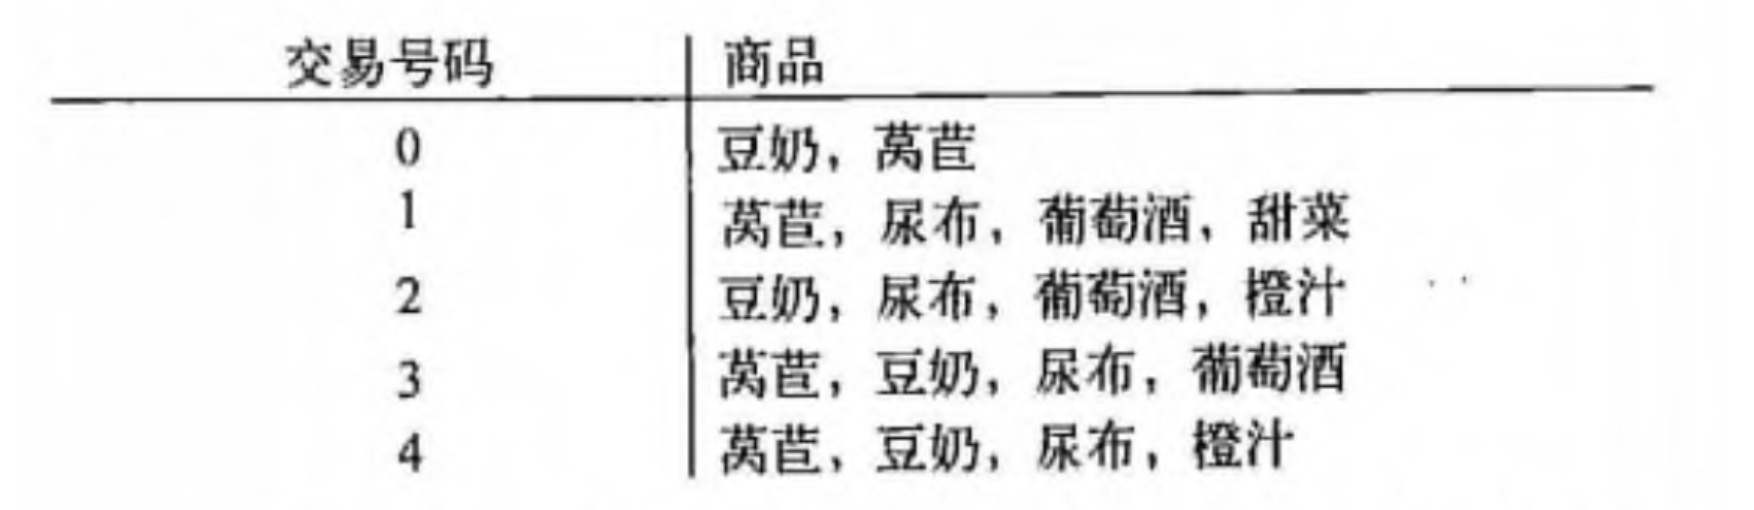 交易号码 商品
0 豆奶，莴苣
1 莴苣，尿布，葡萄酒，甜菜
2 豆奶，尿布，葡萄酒，橙汁
3 莴苣，豆奶，尿布，葡萄酒
4 莴苣，豆奶，尿布，橙汁